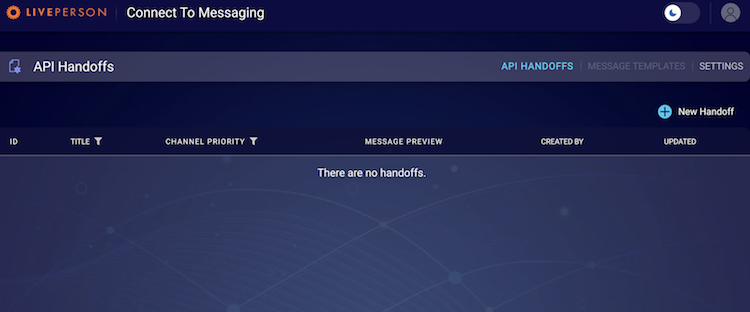 LIVEPERSON Connect To Messaging
API Handoffs API HANDOFFS MESSAGE TEMPLATES SETTINGS
New Handoff
ID TITLE CHANNEL PRIORITY MESSAGE PREVIEW CREATED BY UPDATED
There are no handoffs.